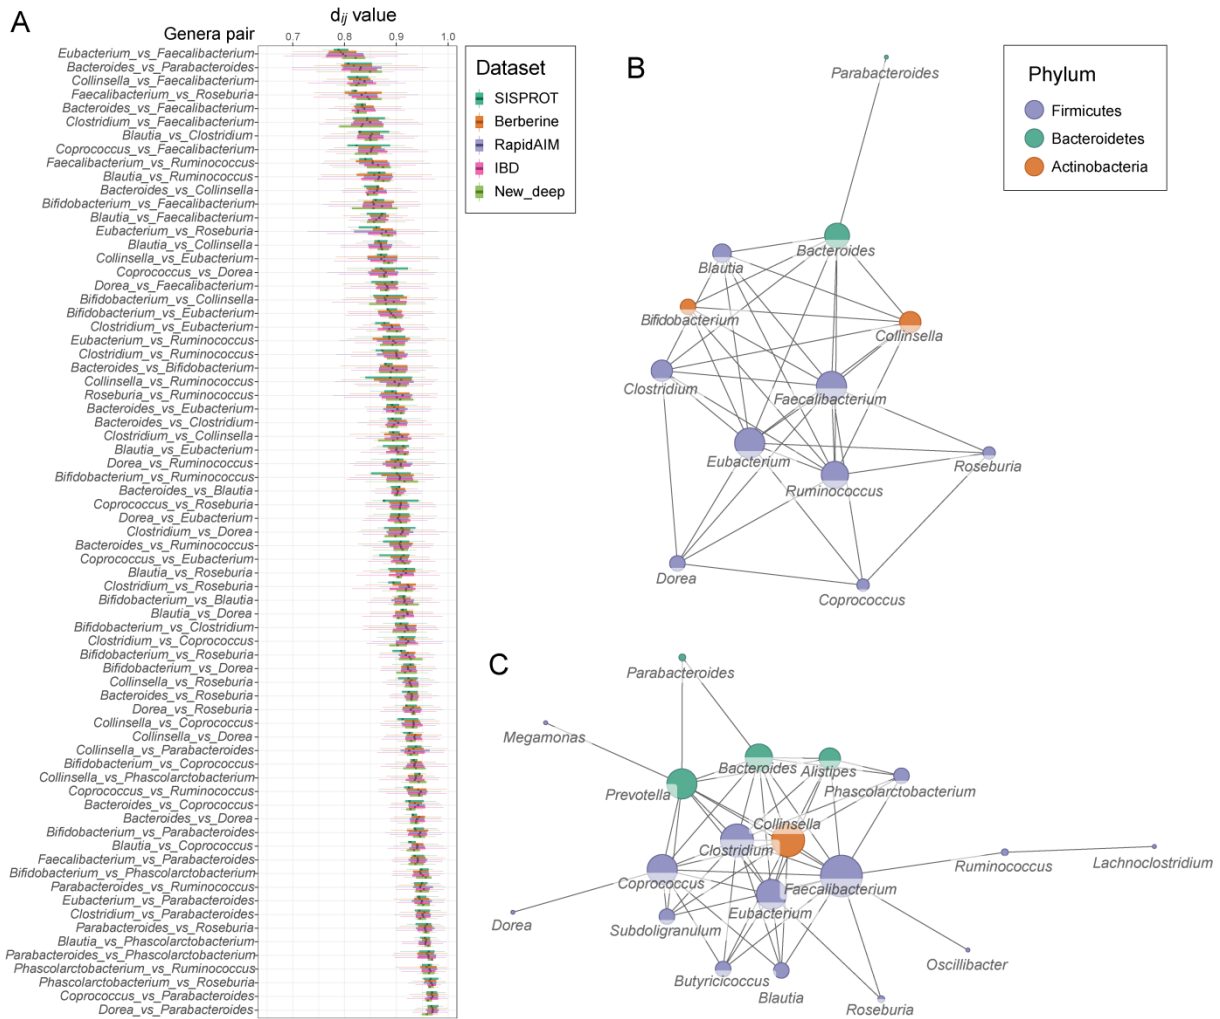 A
d_ij value
Genera pair
0.7 0.8 0.9 1.0
Eubacterium_vs_Faecalibacterium
Bacteroides_vs_Parabacteroides
Collinsella_vs_Faecalibacterium
Faecalibacterium_vs_Roseburia
Bacteroides_vs_Faecalibacterium
Clostridium_vs_Faecalibacterium
Blautia_vs_Clostridium
Coprococcus_vs_Faecalibacterium
Faecalibacterium_vs_Ruminococcus
Blautia_vs_Ruminococcus
Bacteroides_vs_Collinsella
Bifidobacterium_vs_Faecalibacterium
Blautia_vs_Faecalibacterium
Eubacterium_vs_Roseburia
Blautia_vs_Collinsella
Collinsella_vs_Eubacterium
Coprococcus_vs_Dorea
Dorea_vs_Faecalibacterium
Bifidobacterium_vs_Collinsella
Bifidobacterium_vs_Eubacterium
Clostridium_vs_Eubacterium
Eubacterium_vs_Ruminococcus
Clostridium_vs_Ruminococcus
Bacteroides_vs_Bifidobacterium
Collinsella_vs_Ruminococcus
Roseburia_vs_Ruminococcus
Bacteroides_vs_Eubacterium
Bacteroides_vs_Clostridium
Clostridium_vs_Collinsella
Blautia_vs_Eubacterium
Dorea_vs_Ruminococcus
Bifidobacterium_vs_Ruminococcus
Bacteroides_vs_Blautia
Coprococcus_vs_Roseburia
Dorea_vs_Eubacterium
Clostridium_vs_Dorea
Bacteroides_vs_Ruminococcus
Coprococcus_vs_Eubacterium
Blautia_vs_Roseburia
Clostridium_vs_Roseburia
Bifidobacterium_vs_Blautia
Blautia_vs_Dorea
Bifidobacterium_vs_Clostridium
Clostridium_vs_Coprococcus
Bifidobacterium_vs_Roseburia
Bifidobacterium_vs_Dorea
Collinsella_vs_Roseburia
Bacteroides_vs_Roseburia
Dorea_vs_Roseburia
Collinsella_vs_Coprococcus
Collinsella_vs_Dorea
Collinsella_vs_Parabacteroides
Bifidobacterium_vs_Coprococcus
Collinsella_vs_Phascolarctobacterium
Coprococcus_vs_Ruminococcus
Bacteroides_vs_Coprococcus
Bacteroides_vs_Dorea
Bifidobacterium_vs_Parabacteroides
Blautia_vs_Coprococcus
Faecalibacterium_vs_Parabacteroides
Bifidobacterium_vs_Phascolarctobacterium
Parabacteroides_vs_Ruminococcus
Eubacterium_vs_Parabacteroides
Clostridium_vs_Parabacteroides
Parabacteroides_vs_Roseburia
Blautia_vs_Phascolarctobacterium
Parabacteroides_vs_Phascolarctobacterium
Phascolarctobacterium_vs_Ruminococcus
Phascolarctobacterium_vs_Roseburia
Coprococcus_vs_Parabacteroides
Dorea_vs_Parabacteroides
Dataset
SISPROT
Berberine
RapidAIM
IBD
New_deep
B
Parabacteroides
Bacteroides
Blautia
Bifidobacterium
Collinsella
Clostridium
Faecalibacterium
Eubacterium
Roseburia
Ruminococcus
Dorea
Coprococcus
Phylum
Firmicutes
Bacteroidetes
Actinobacteria
C
Parabacteroides
Megamonas
Bacteroides
Alistipes
Prevotella
Phascolarctobacterium
Collinsella
Clostridium
Ruminococcus
Lachnoclostridium
Coprococcus
Faecalibacterium
Eubacterium
Dorea
Subdoligranulum
Oscillibacter
Butyricicoccus
Blautia
Roseburia